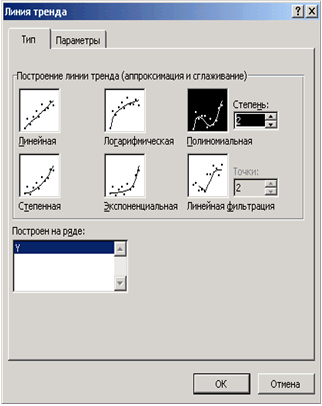 Линия тренда
Тип
Параметры
Построение линии тренда (аппроксимация и сглаживание)
Линейная
Логарифмическая
Полиномиальная
Степень:
2
Степенная
Экспоненциальная
Линейная фильтрация
Точки:
2
Построен на ряде:
Y
ОК
Отмена